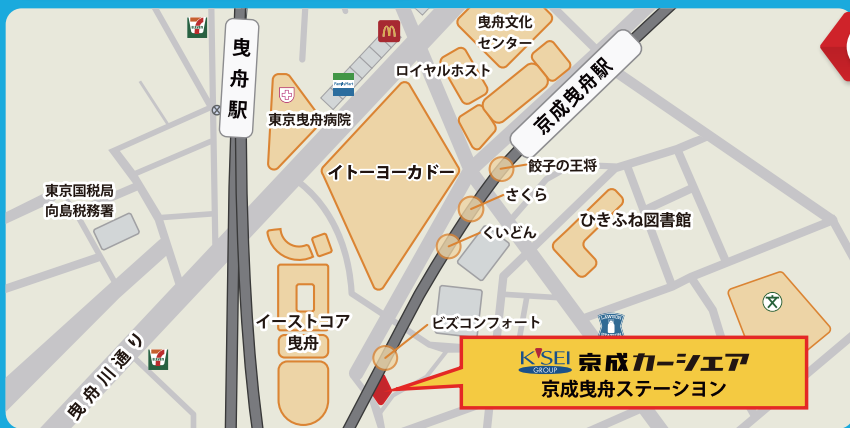 曳舟文化
センター
ロイヤルホスト
曳舟駅
京成曳舟駅
FamilyMart
東京曳舟病院
イトーヨーカドー
餃子の王将
さくら
くいどん
ひきふね図書館
東京国税局
向島税務署
文
イーストコア
曳舟
ビズコンフォート
LAWSON
曳舟川通り
K'SEI
GROUP
京成カーシェア
京成曳舟ステーション